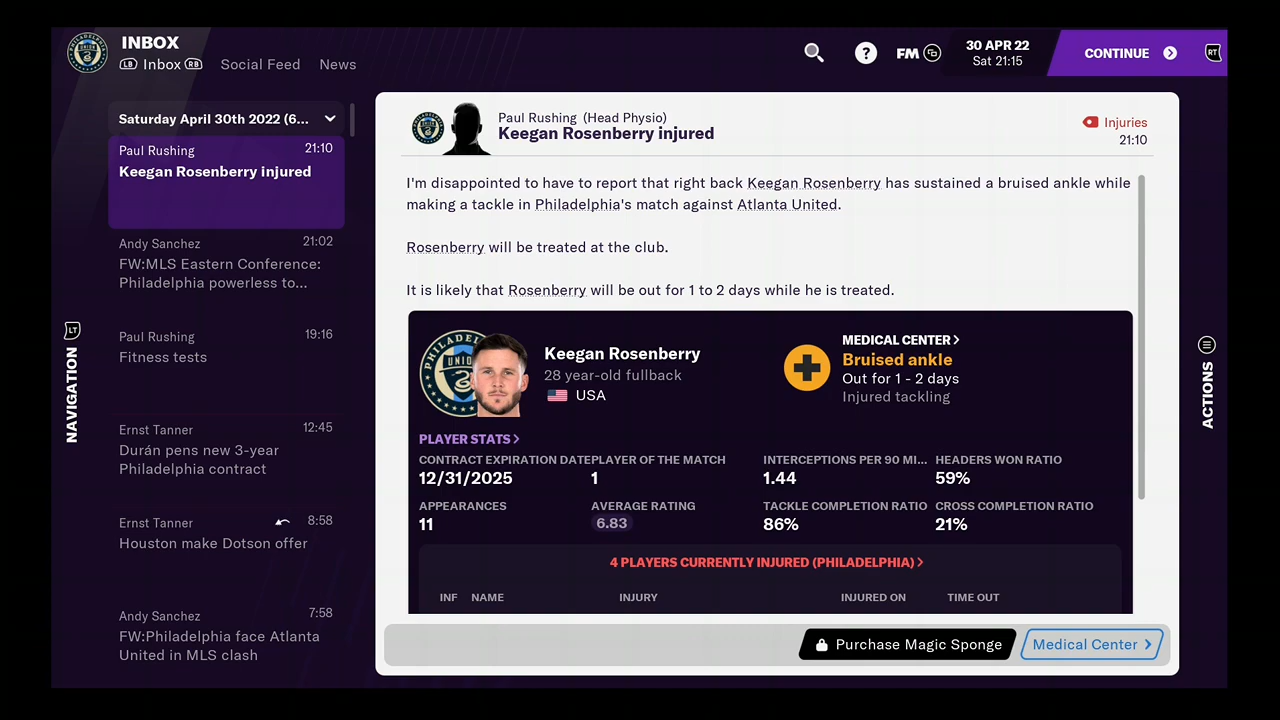 INBOX
LB Inbox RB Social Feed News
FM
30 APR 22
Sat 21:15
CONTINUE
RT
Saturday April 30th 2022 (6...
Paul Rushing 21:10
Keegan Rosenberry injured
Andy Sanchez 21:02
FW:MLS Eastern Conference:
Philadelphia powerless to...
Paul Rushing 19:16
Fitness tests
Ernst Tanner 12:45
Durán pens new 3-year
Philadelphia contract
Ernst Tanner 8:58
Houston make Dotson offer
Andy Sanchez 7:58
FW:Philadelphia face Atlanta
United in MLS clash
LT
NAVIGATION
Paul Rushing (Head Physio)
Keegan Rosenberry injured
Injuries
21:10
I'm disappointed to have to report that right back Keegan Rosenberry has sustained a bruised ankle while
making a tackle in Philadelphia's match against Atlanta United.
Rosenberry will be treated at the club.
It is likely that Rosenberry will be out for 1 to 2 days while he is treated.
Keegan Rosenberry
28 year-old fullback
USA
MEDICAL CENTER
Bruised ankle
Out for 1 - 2 days
Injured tackling
PLAYER STATS
CONTRACT EXPIRATION DATE PLAYER OF THE MATCH INTERCEPTIONS PER 90 MI... HEADERS WON RATIO
12/31/2025 1 1.44 59%
APPEARANCES AVERAGE RATING TACKLE COMPLETION RATIO CROSS COMPLETION RATIO
11 6.83 86% 21%
4 PLAYERS CURRENTLY INJURED (PHILADELPHIA)
INF NAME INJURY INJURED ON TIME OUT
Purchase Magic Sponge
Medical Center
ACTIONS